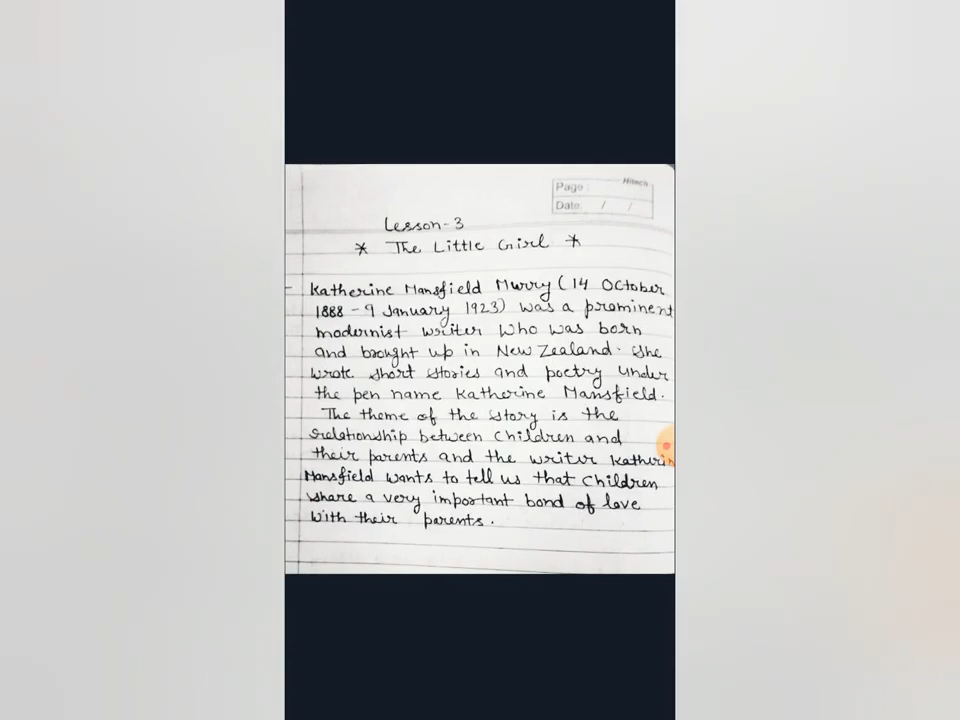 Hitech
Page :
Date: / /
Lesson-3
* The Little Girl *
Katherine Mansfield Murry (14 October
1888 - 9 January 1923) was a prominent
modernist writer who was born
and brought up in New Zealand. She
wrote short stories and poetry under
the pen name Katherine Mansfield.
The theme of the story is the
relationship between children and
their parents and the writer Katherin
Mansfield wants to tell us that children
share a very important bond of love
with their parents.